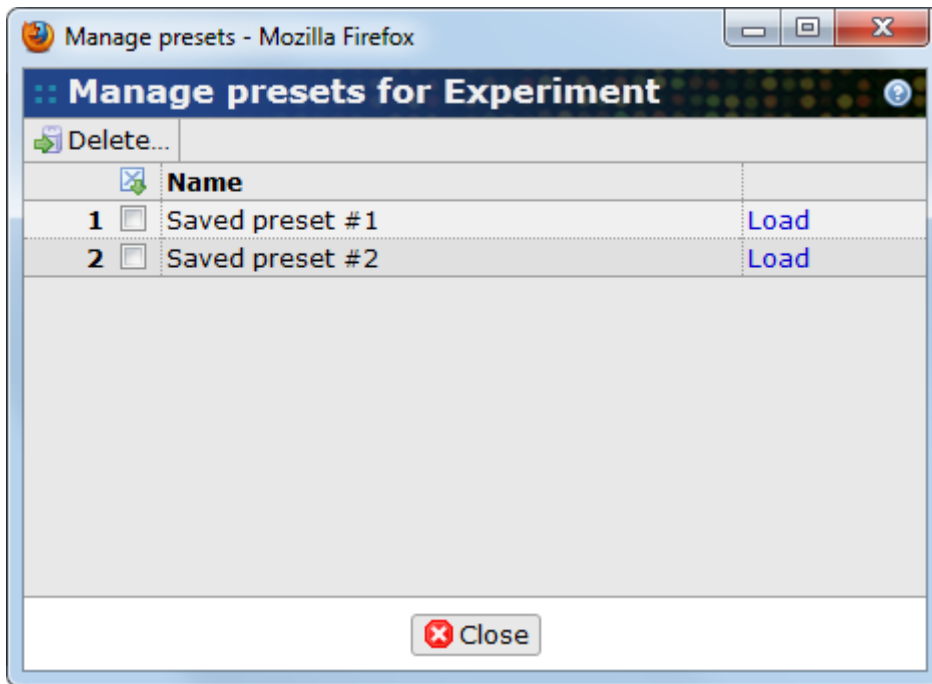 Manage presets - Mozilla Firefox
:: Manage presets for Experiment ?
Delete...
Name
1 Saved preset #1 Load
2 Saved preset #2 Load
Close